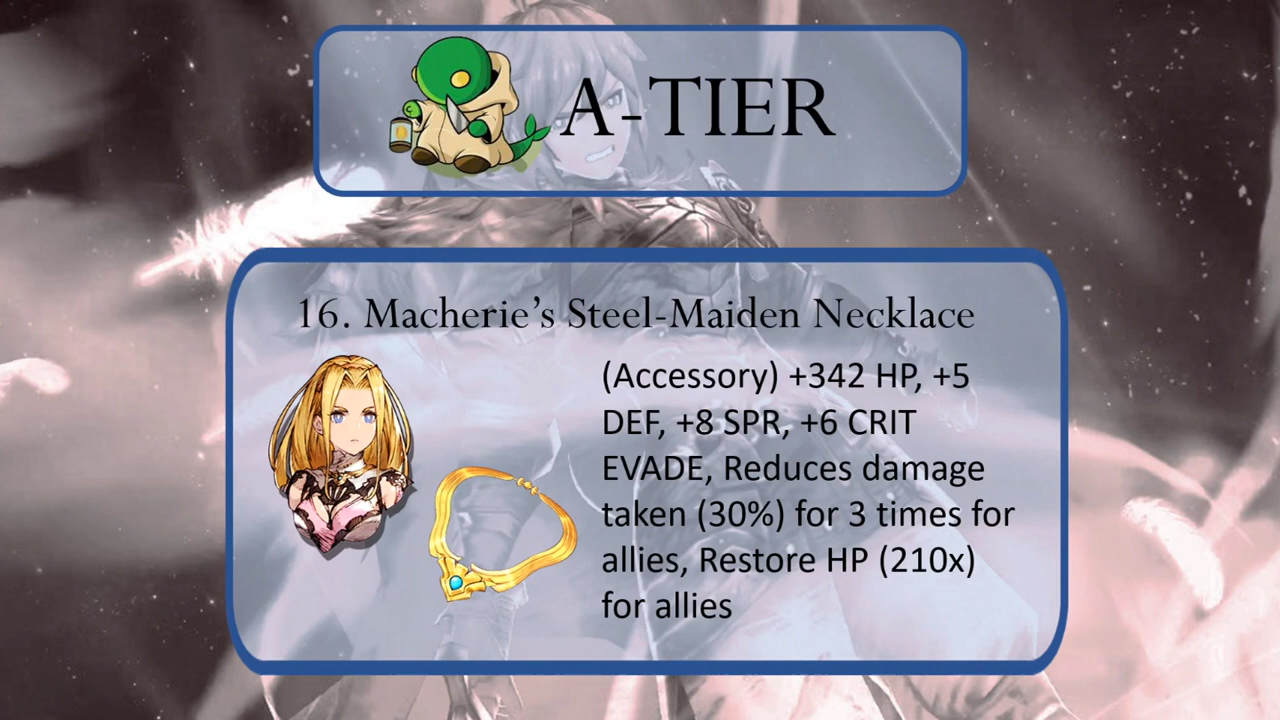 A-TIER
16. Macherie's Steel-Maiden Necklace
(Accessory) +342 HP, +5
DEF, +8 SPR, +6 CRIT
EVADE, Reduces damage
taken (30%) for 3 times for
allies, Restore HP (210x)
for allies